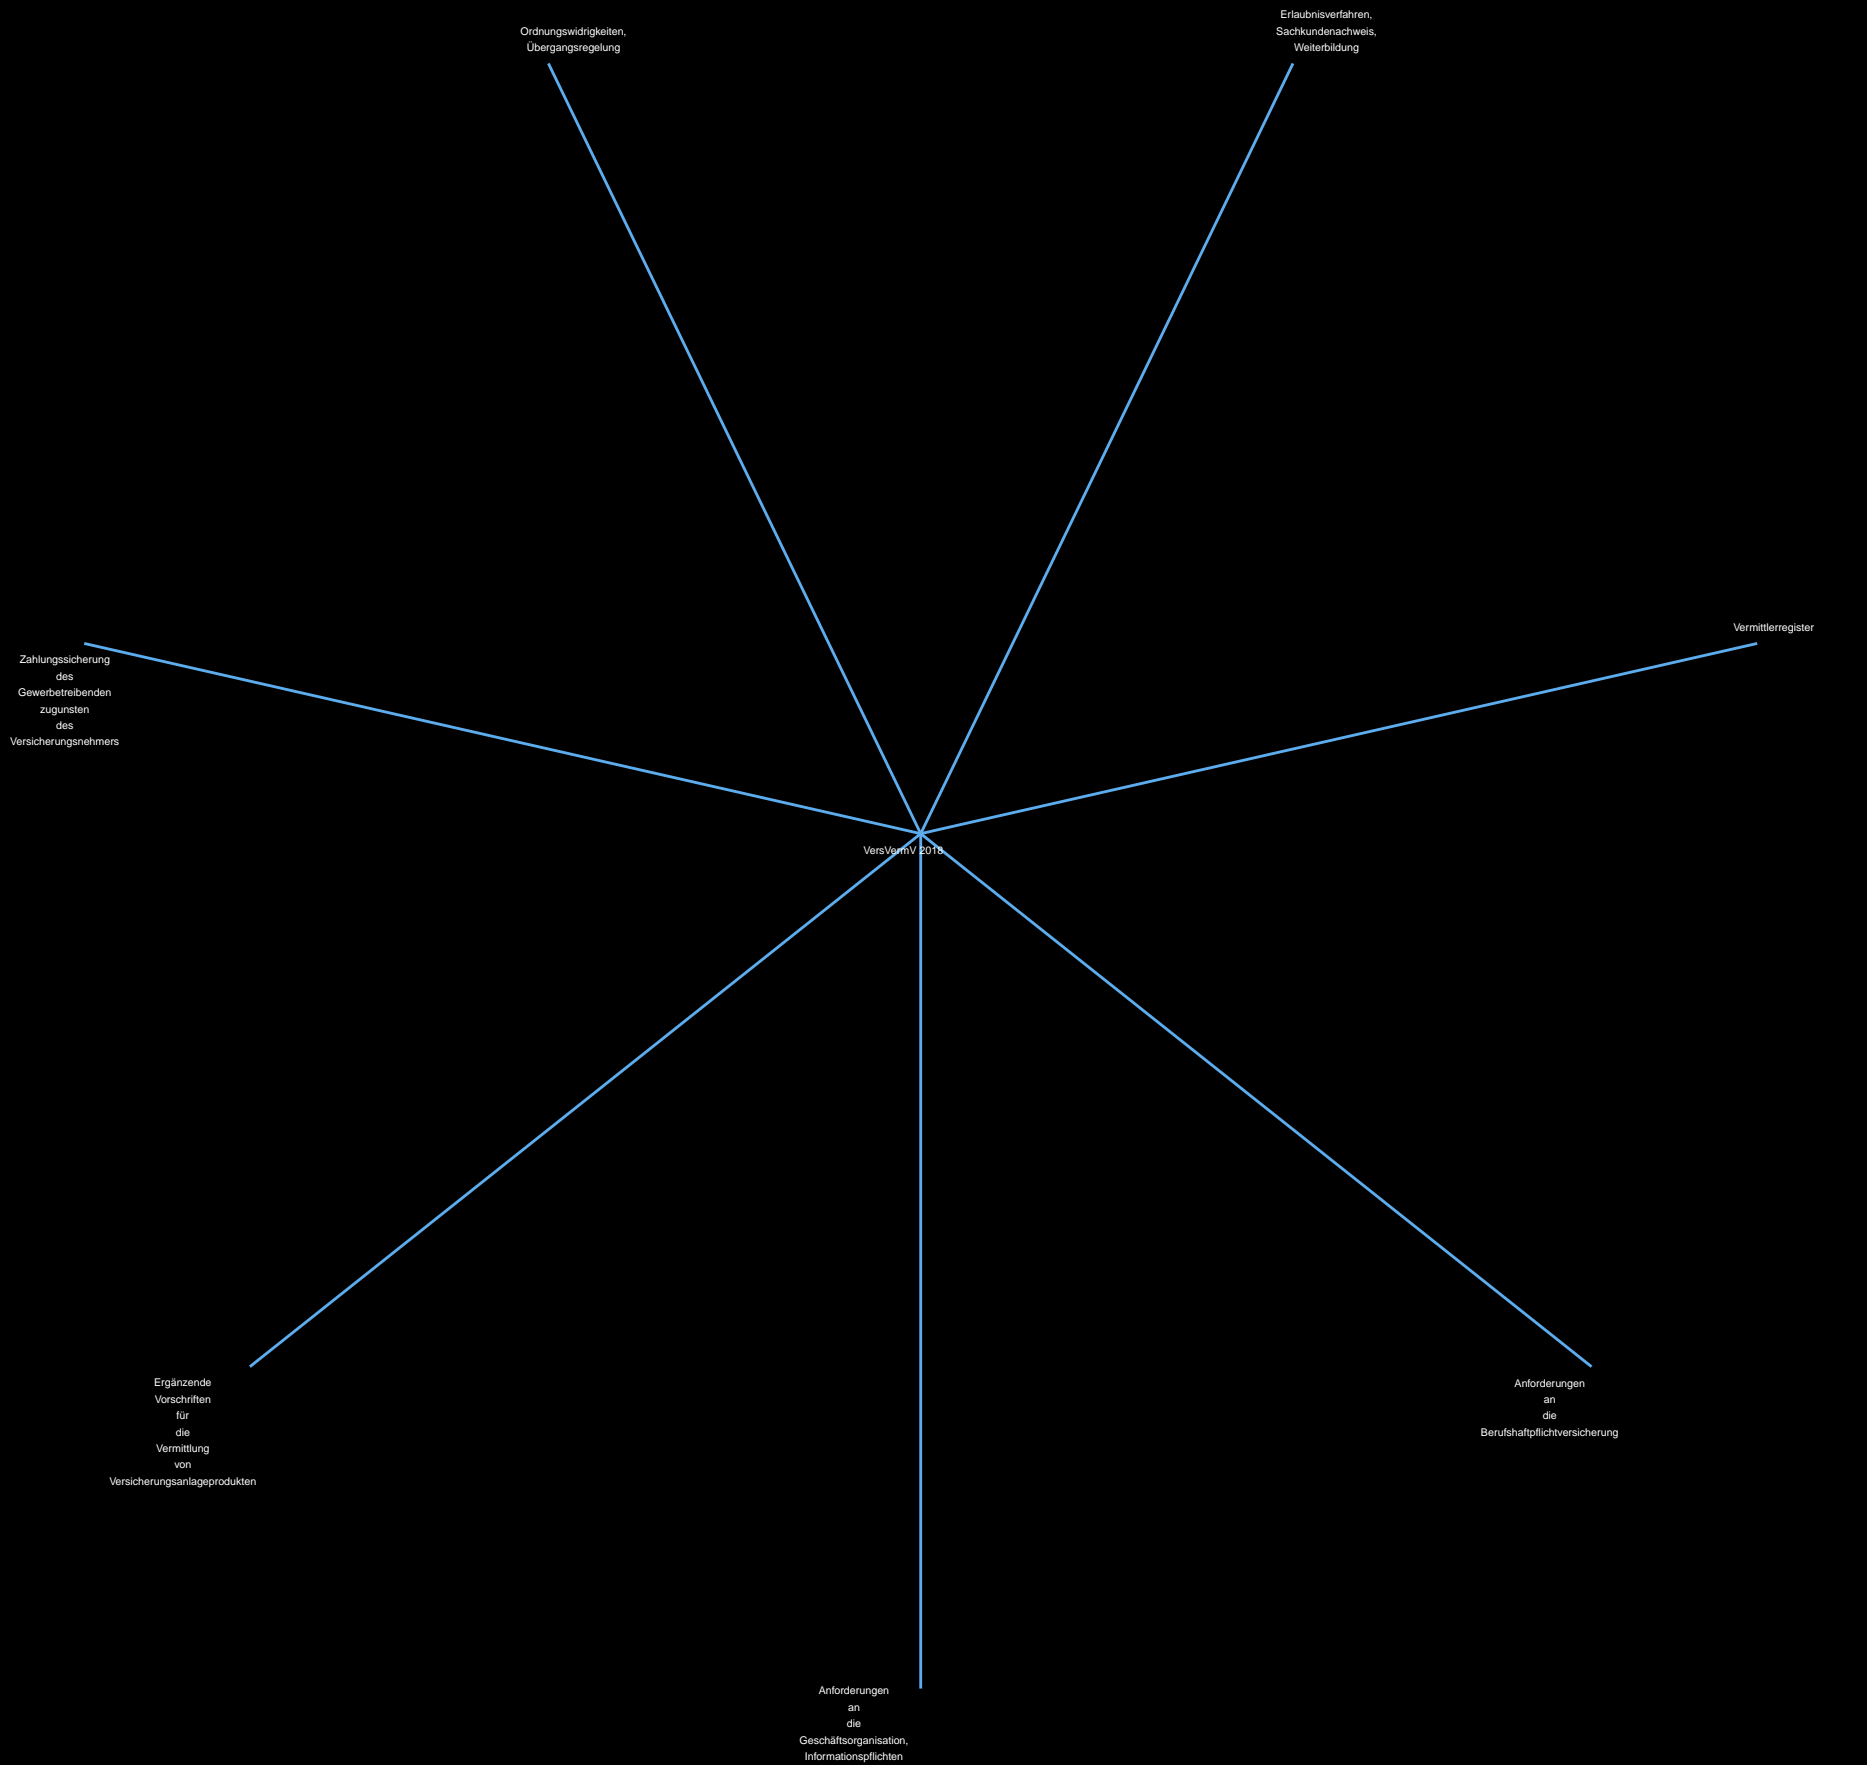 Ordnungswidrigkeiten,
Übergangsregelung
Erlaubnisverfahren,
Sachkundenachweis,
Weiterbildung
Vermittlerregister
Zahlungssicherung
des
Gewerbetreibenden
zugunsten
des
Versicherungsnehmers
VersVermV 2018
Ergänzende
Vorschriften
für
die
Vermittlung
von
Versicherungsanlageprodukten
Anforderungen
an
die
Berufshaftpflichtversicherung
Anforderungen
an
die
Geschäftsorganisation,
Informationspflichten